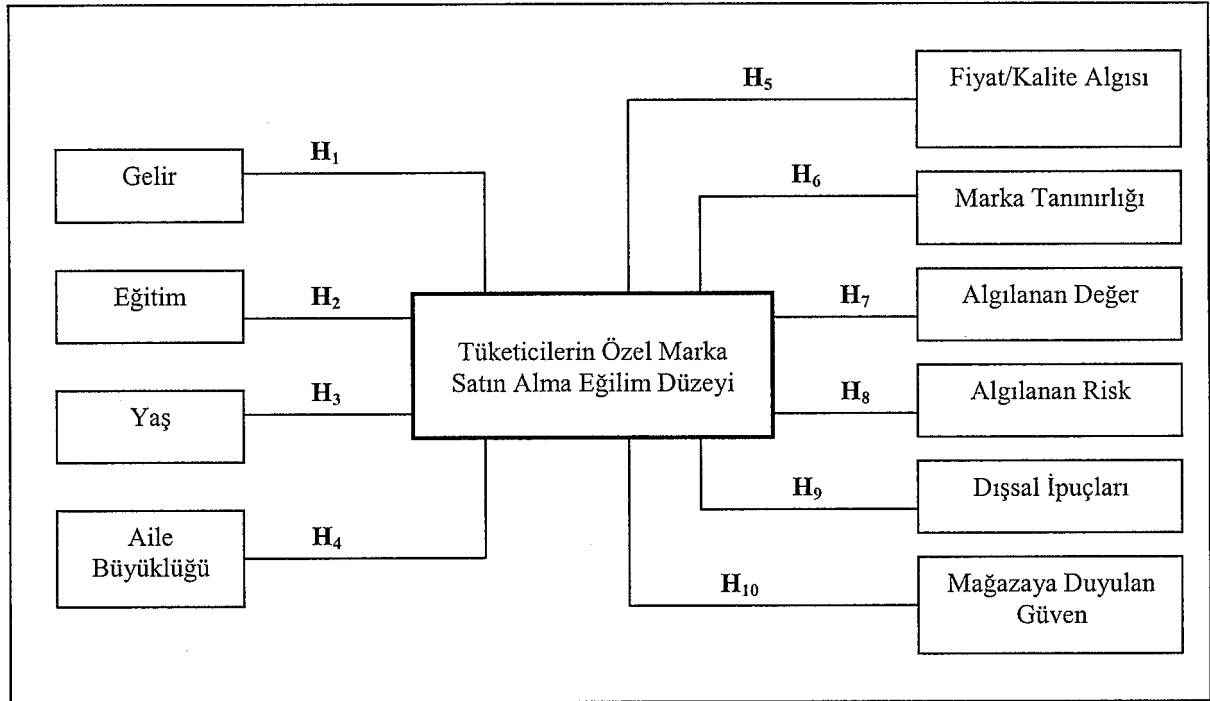 H₁
Gelir
H₂
Eğitim
H₃
Yaş
H₄
Aile
Büyüklüğü
Tüketicilerin Özel Marka
Satın Alma Eğilim Düzeyi
H₅
Fiyat/Kalite Algısı
H₆
Marka Tanınırlığı
H₇
Algılanan Değer
H₈
Algılanan Risk
H₉
Dışsal İpuçları
H₁₀
Mağazaya Duyulan
Güven